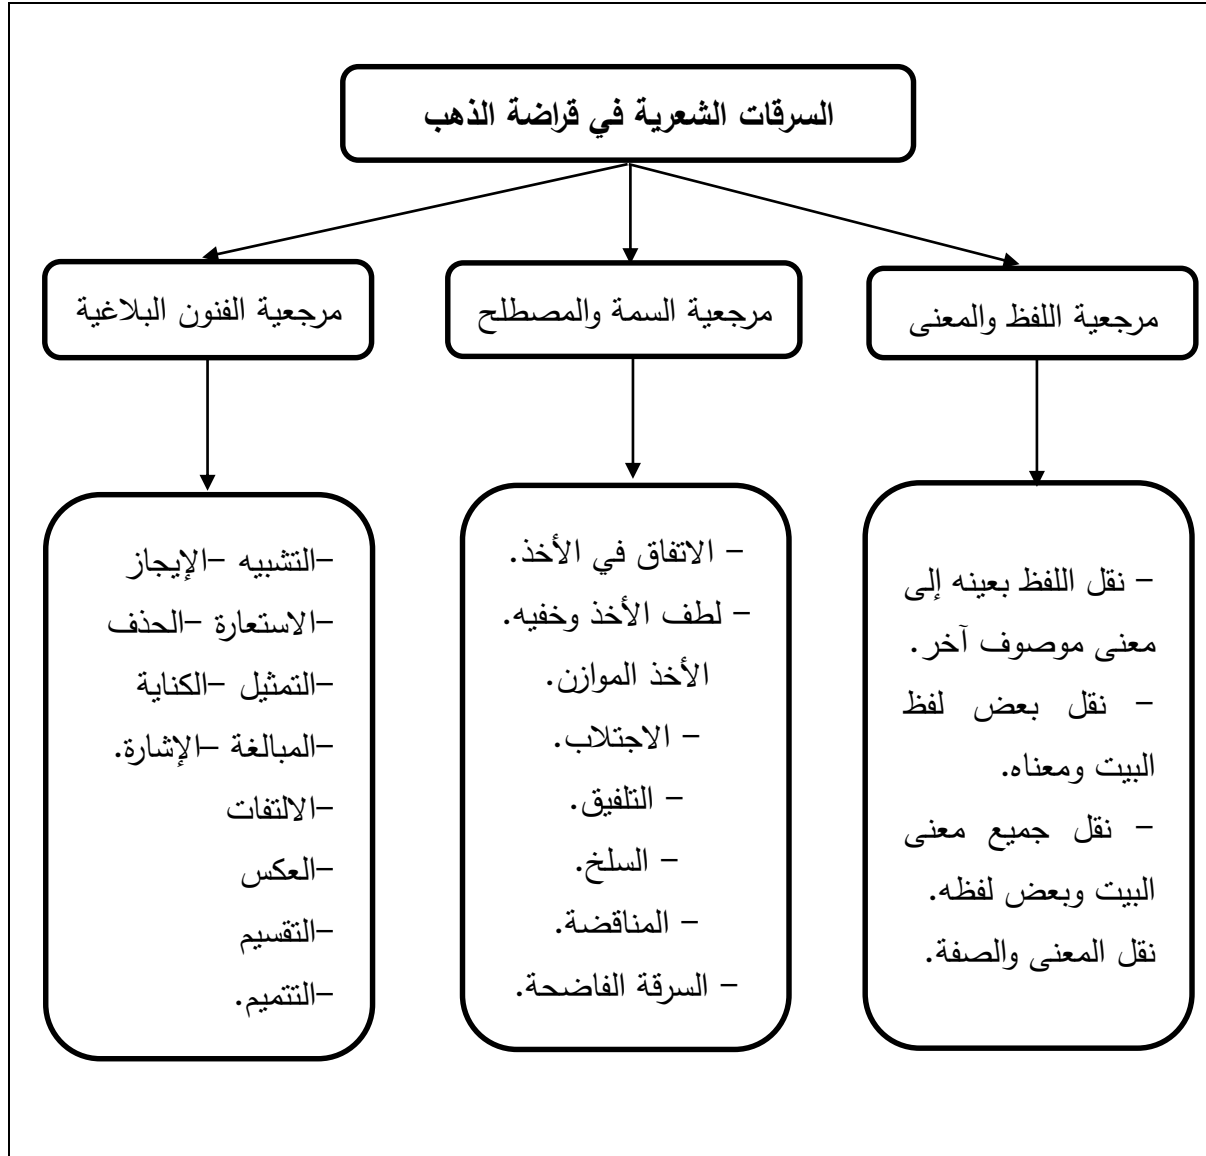 السرقات الشعرية في قراضة الذهب
مرجعية اللفظ والمعنى
مرجعية السمة والمصطلح
مرجعية الفنون البلاغية
– نقل اللفظ بعينه إلى
معنى موصوف آخر.
– نقل بعض لفظ
البيت ومعناه.
– نقل جميع معنى
البيت وبعض لفظه.
نقل المعنى والصفة.
– الاتفاق في الأخذ.
– لطف الأخذ وخفيه.
الأخذ الموازن.
– الاجتلاب.
– التلفيق.
– السلخ.
– المناقضة.
– السرقة الفاضحة.
–التشبيه –الإيجاز
–الاستعارة –الحذف
–التمثيل –الكناية
–المبالغة –الإشارة.
–الالتفات
–العكس
–التقسيم
–التتميم.